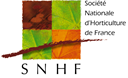 Société
Nationale
d'Horticulture
de France
SNHF